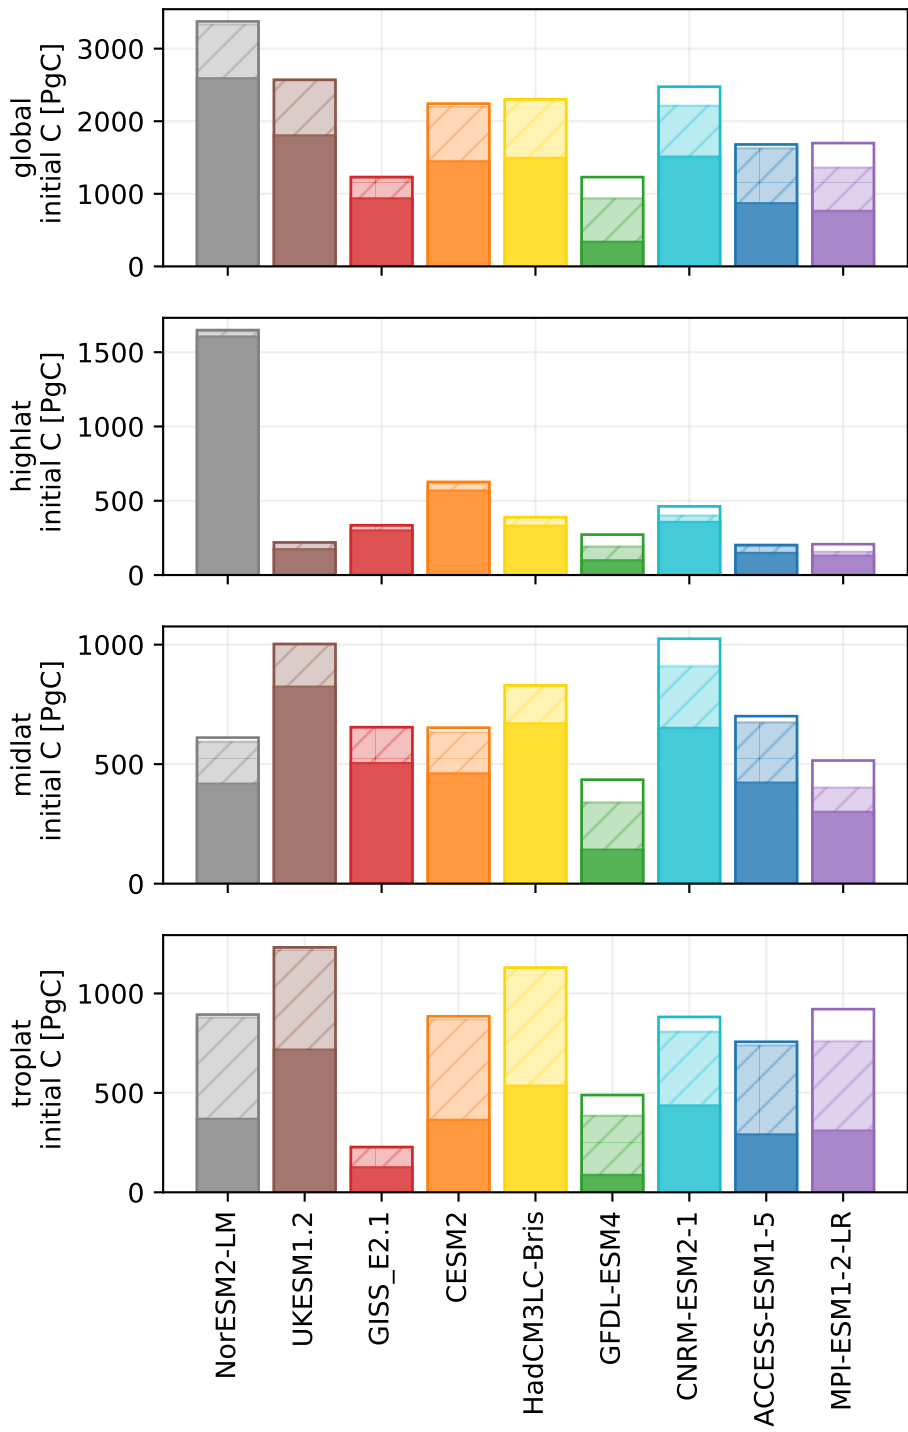 global
initial C [PgC]
3000
2000
1000
0
highlat
initial C [PgC]
1500
1000
500
0
midlat
initial C [PgC]
1000
500
0
troplat
initial C [PgC]
1000
500
0
NorESM2-LM
UKESM1.2
GISS_E2.1
CESM2
HadCM3LC-Bris
GFDL-ESM4
CNRM-ESM2-1
ACCESS-ESM1-5
MPI-ESM1-2-LR